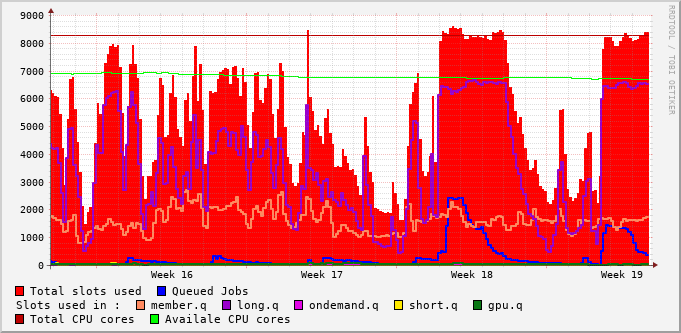 9000
8000
7000
6000
5000
4000
3000
2000
1000
0
Week 16 Week 17 Week 18 Week 19
RRDTOOL / TOBI OETIKER
Total slots used Queued Jobs
Slots used in : member.q long.q ondemand.q short.q gpu.q
Total CPU cores Availale CPU cores